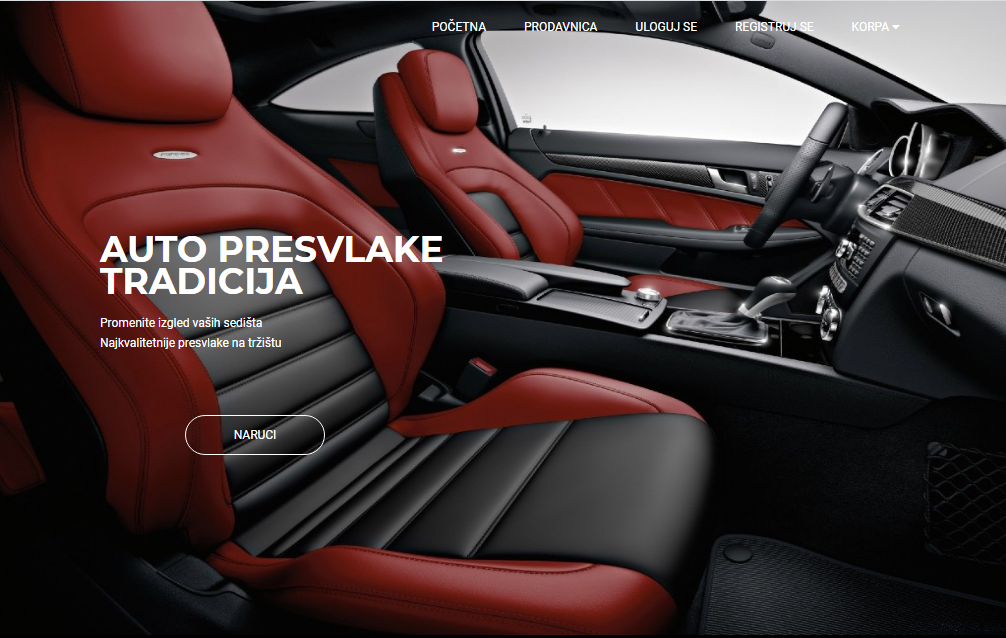 POČETNA PRODAVNICA ULOGUJ SE REGISTRUJ SE KORPA
AUTO PRESVLAKE
TRADICIJA
Promenite izgled vaših sedišta
Najkvalitetnije presvlake na tržištu
NARUCI